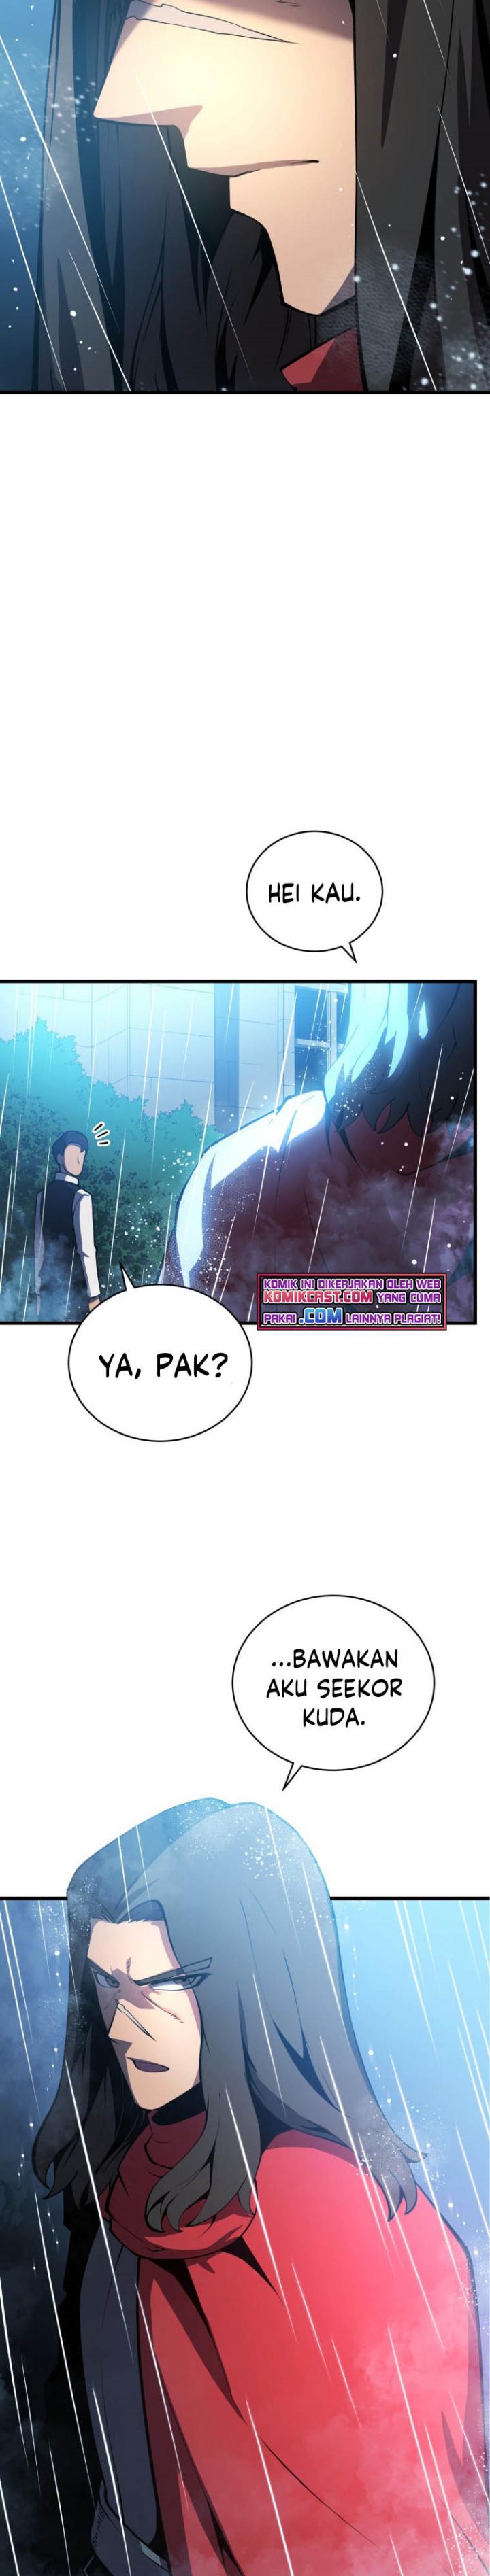 HEI KAU.
KOMIK INI DIKERJAKAN OLEH WEB
KOMIKCAST.COM YANG CUMA
PAKAI .COM LAINNYA PLAGIAT!
YA, PAK?
...BAWAKAN
AKU SEEKOR
KUDA.